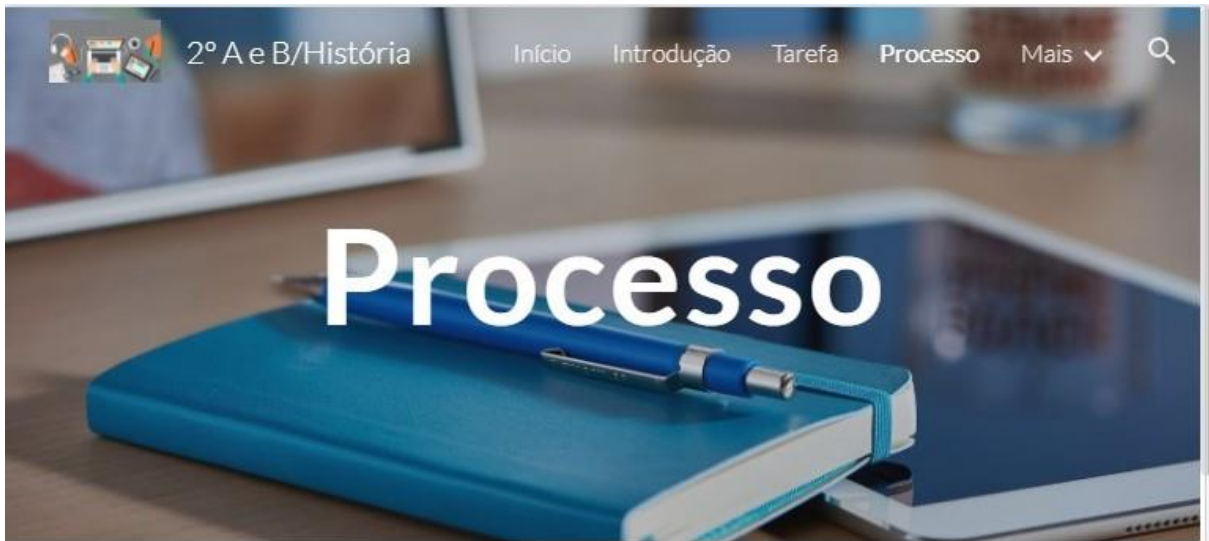 2º A e B/História Início Introdução Tarefa Processo Mais
Processo